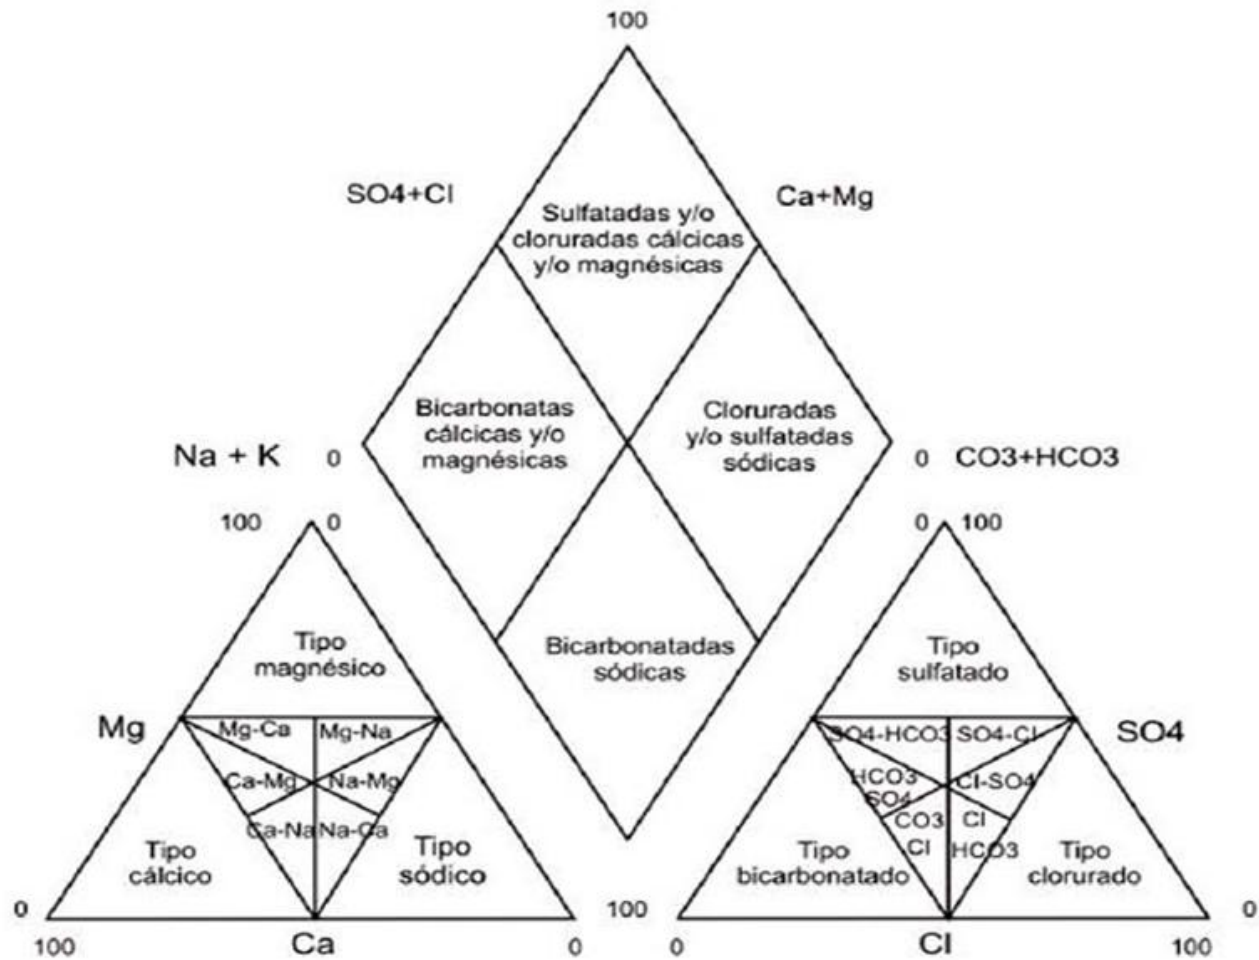 100
SO4+Cl
Ca+Mg
Sulfatadas y/o
cloruradas cálcicas
y/o magnésicas
Bicarbonatas
cálcicas y/o
magnésicas
Cloruradas
y/o sulfatadas
sódicas
Na + K
0
0
CO3+HCO3
100
0
0
100
Tipo
magnésico
Bicarbonatadas
sódicas
Tipo
sulfatado
Mg
Mg-Ca
Mg-Na
SO4-HCO3
SO4-Cl
SO4
Ca-Mg
Na-Mg
HCO3
SO4
Cl-SO4
Ca-Na
Na-Ca
CO3
Cl
Cl
HCO3
Tipo
cálcico
Tipo
sódico
Tipo
bicarbonatado
Tipo
clorurado
0
100
0
100
Ca
0
0
Cl
100